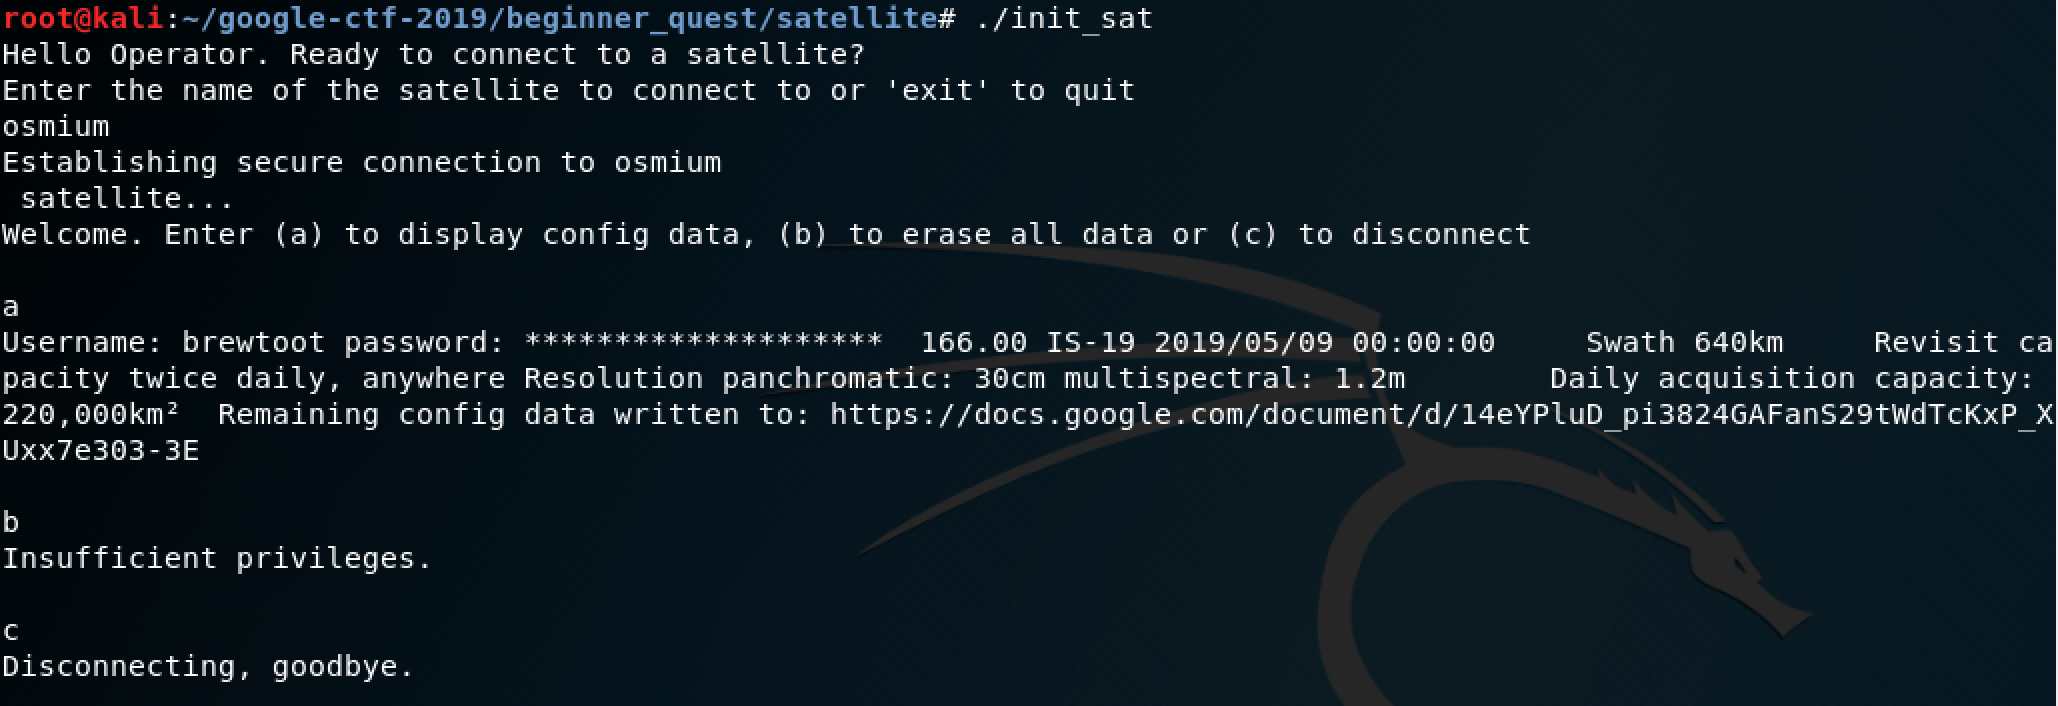 root@kali:~/google-ctf-2019/beginner_quest/satellite# ./init_sat
Hello Operator. Ready to connect to a satellite?
Enter the name of the satellite to connect to or 'exit' to quit
osmium
Establishing secure connection to osmium
 satellite...
Welcome. Enter (a) to display config data, (b) to erase all data or (c) to disconnect
a
Username: brewtoot password: ********************  166.00 IS-19 2019/05/09 00:00:00     Swath 640km     Revisit ca
pacity twice daily, anywhere Resolution panchromatic: 30cm multispectral: 1.2m        Daily acquisition capacity:
220,000km²  Remaining config data written to: https://docs.google.com/document/d/14eYPluD_pi3824GAFanS29tWdTcKxP_X
Uxx7e303-3E
b
Insufficient privileges.
c
Disconnecting, goodbye.